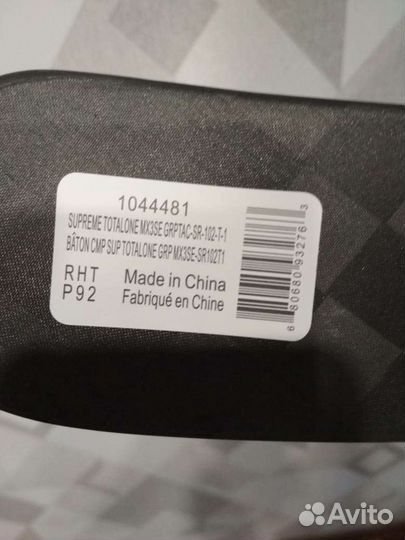 1044481
SUPREME TOTALONE MX3SE GRPTAC-SR-102-T-1
BÂTON CMP SUP TOTALONE GRP MX3SE-SR102T1
RHT Made in China
P92 Fabriqué en Chine
6 80680 93276 3
Avito